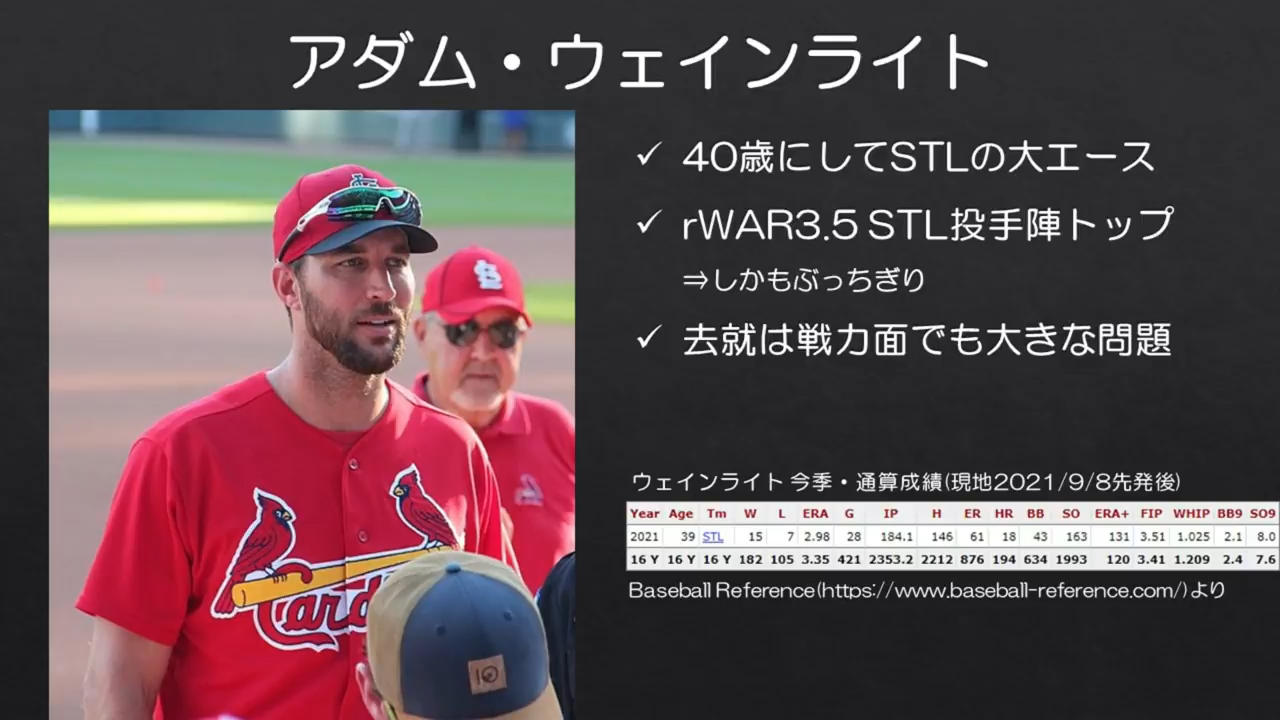 アダム・ウェインライト
✓ 40歳にしてSTLの大エース
✓ rWAR3.5 STL投手陣トップ
⇒しかもぶっちぎり
✓ 去就は戦力面でも大きな問題
ウェインライト 今季・通算成績(現地2021/9/8先発後)
Year Age Tm W L ERA G IP H ER HR BB SO ERA+ FIP WHIP BB9 SO9
2021 39 STL 15 7 2.98 28 184.1 146 61 18 43 163 131 3.51 1.025 2.1 8.0
16 Y 16 Y 16 Y 182 105 3.35 421 2353.2 2212 876 194 634 1993 120 3.41 1.209 2.4 7.6
Baseball Reference(https://www.baseball-reference.com/)より
STL
Card